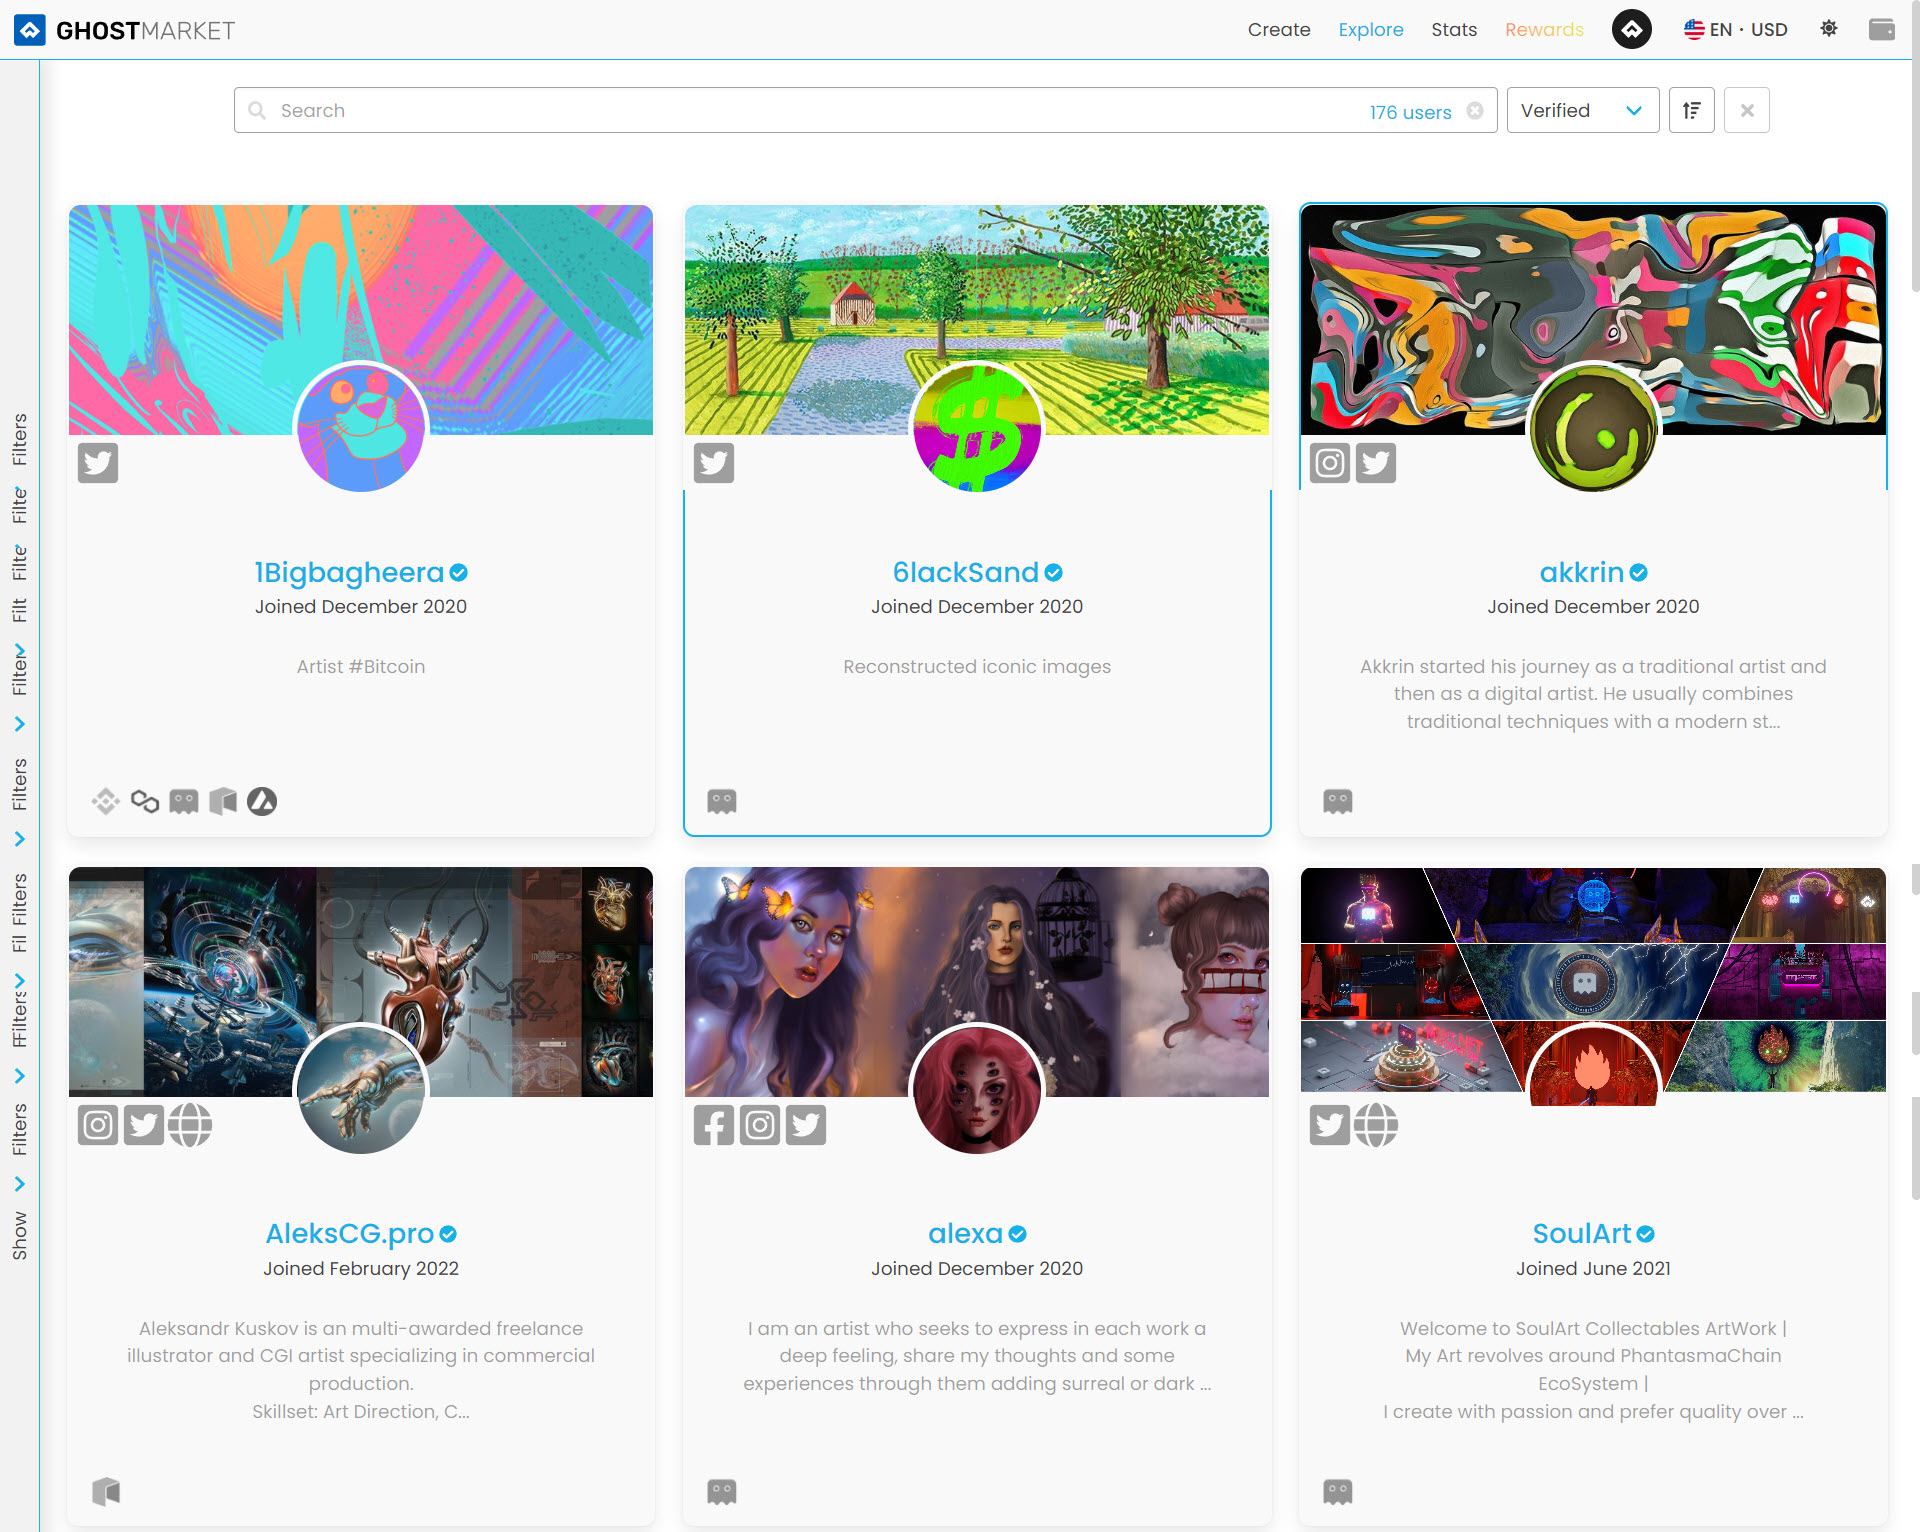 GHOSTMARKET
Create
Explore
Stats
Rewards
EN · USD
Search
176 users
Verified
Filters
Filte
Filte
Filt
Filter
Filters
Filters
Fil
FFilters
Filters
Show
1Bigbagheera
Joined December 2020
Artist #Bitcoin
6lackSand
Joined December 2020
Reconstructed iconic images
akkrin
Joined December 2020
Akkrin started his journey as a traditional artist and
then as a digital artist. He usually combines
traditional techniques with a modern st...
AleksCG.pro
Joined February 2022
Aleksandr Kuskov is an multi-awarded freelance
illustrator and CGI artist specializing in commercial
production.
Skillset: Art Direction, C...
alexa
Joined December 2020
I am an artist who seeks to express in each work a
deep feeling, share my thoughts and some
experiences through them adding surreal or dark ...
SoulArt
Joined June 2021
Welcome to SoulArt Collectables ArtWork |
My Art revolves around PhantasmaChain
EcoSystem |
I create with passion and prefer quality over ...